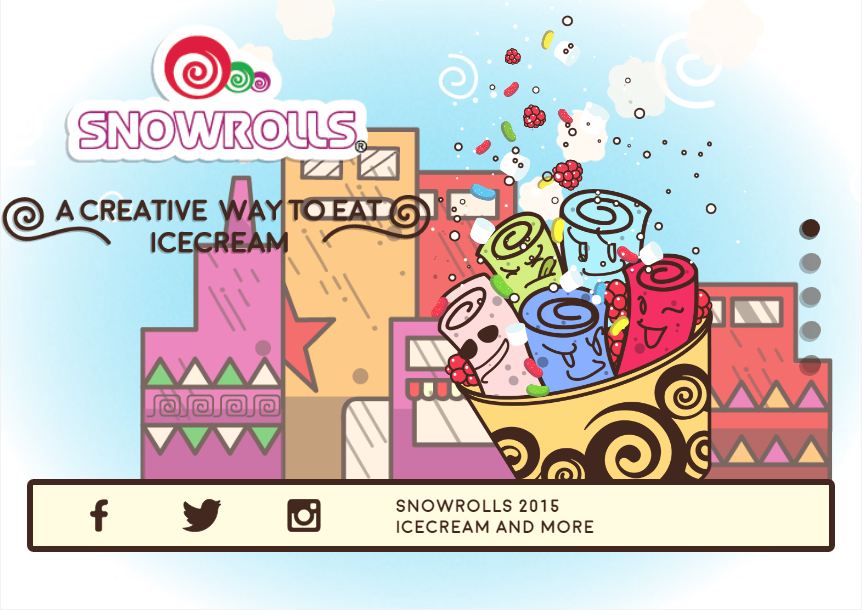 SNOWROLLS®
A CREATIVE WAY TO EAT
ICECREAM
SNOWROLLS 2015
ICECREAM AND MORE